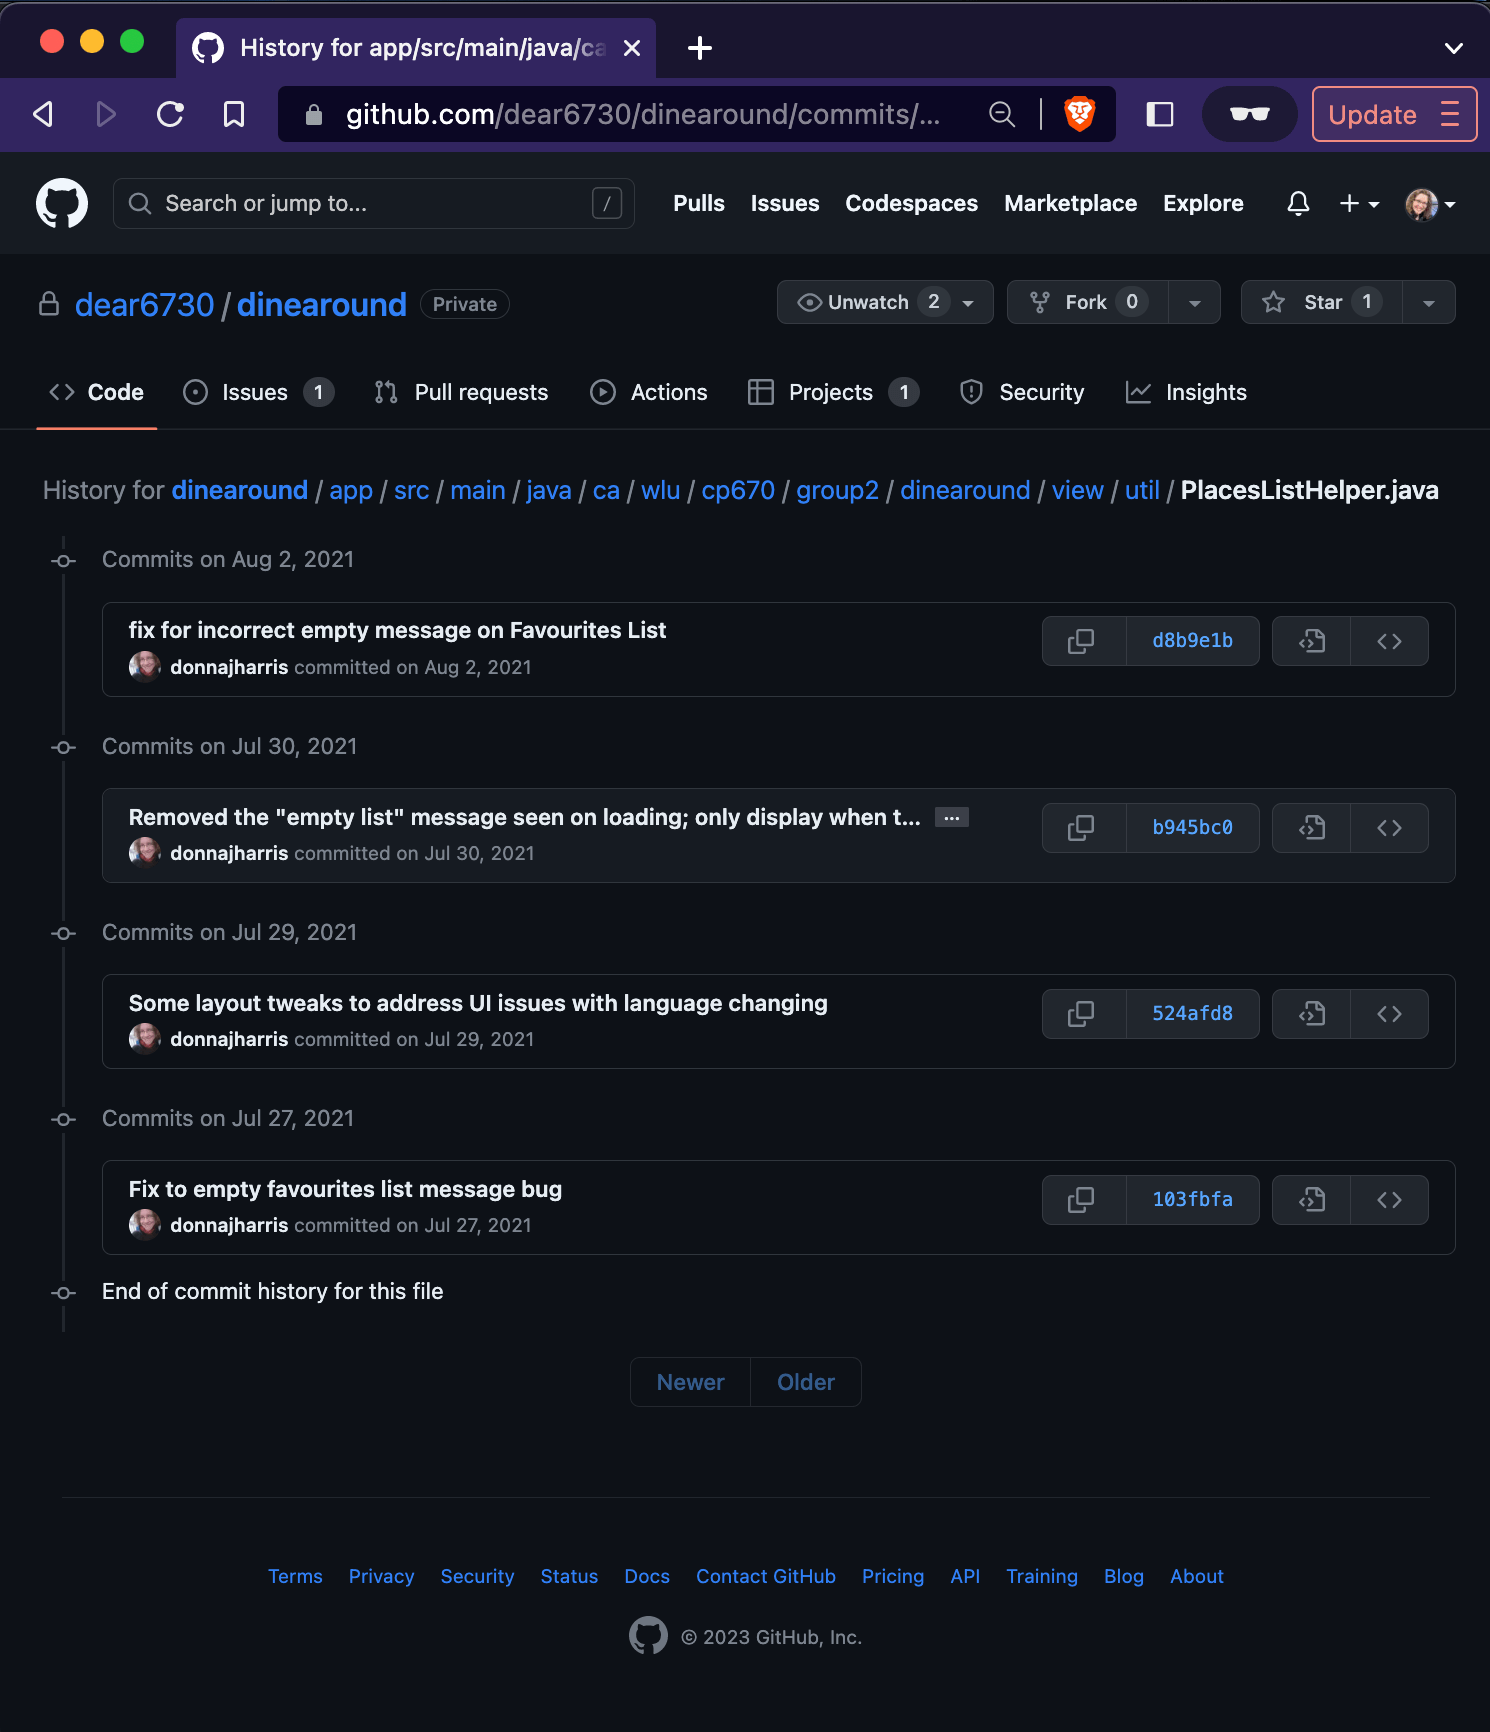 History for app/src/main/java/ca
github.com/dear6730/dinearound/commits/...
Update
Search or jump to...
/
Pulls Issues Codespaces Marketplace Explore
dear6730 / dinearound Private
Unwatch 2 Fork 0 Star 1
Code Issues 1 Pull requests Actions Projects 1 Security Insights
History for dinearound / app / src / main / java / ca / wlu / cp670 / group2 / dinearound / view / util / PlacesListHelper.java
Commits on Aug 2, 2021
fix for incorrect empty message on Favourites List
d8b9e1b
donnajharris committed on Aug 2, 2021
Commits on Jul 30, 2021
Removed the "empty list" message seen on loading; only display when t... ...
b945bc0
donnajharris committed on Jul 30, 2021
Commits on Jul 29, 2021
Some layout tweaks to address UI issues with language changing
524afd8
donnajharris committed on Jul 29, 2021
Commits on Jul 27, 2021
Fix to empty favourites list message bug
103fbfa
donnajharris committed on Jul 27, 2021
End of commit history for this file
Newer Older
Terms Privacy Security Status Docs Contact GitHub Pricing API Training Blog About
© 2023 GitHub, Inc.